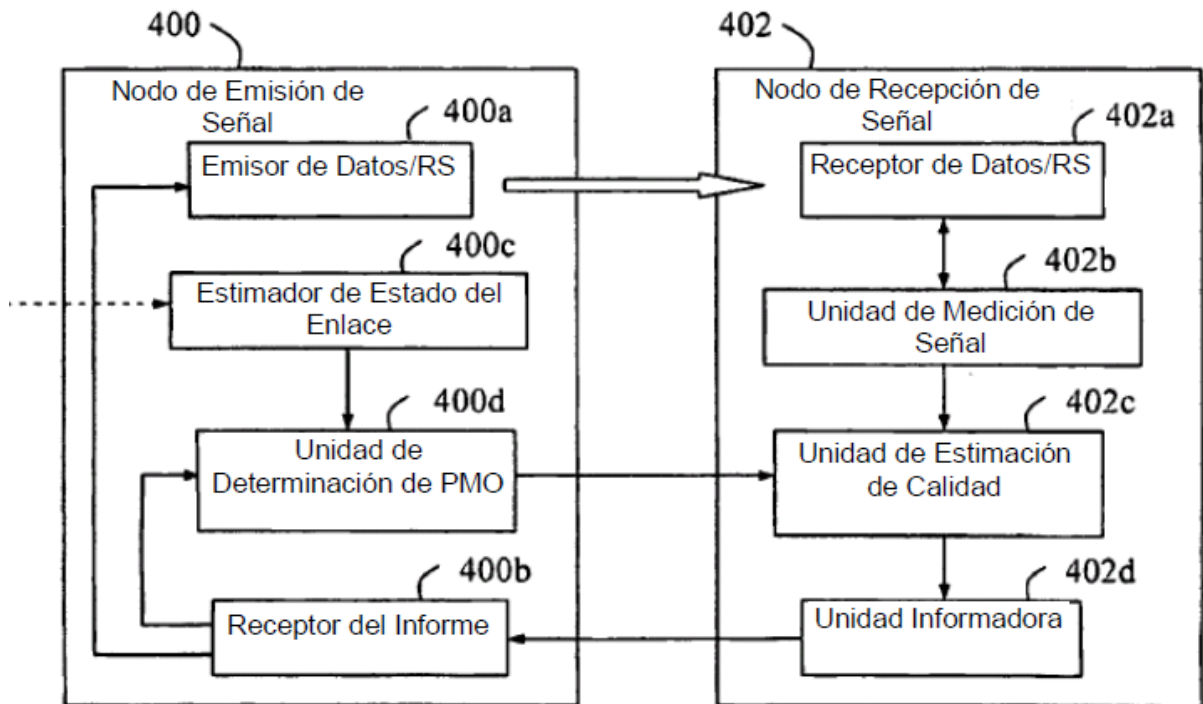 400
402
Nodo de Emisión de
Señal
400a
Emisor de Datos/RS
400c
Estimador de Estado del
Enlace
400d
Unidad de
Determinación de PMO
400b
Receptor del Informe
Nodo de Recepción de
Señal
402a
Receptor de Datos/RS
402b
Unidad de Medición de
Señal
402c
Unidad de Estimación
de Calidad
402d
Unidad Informadora